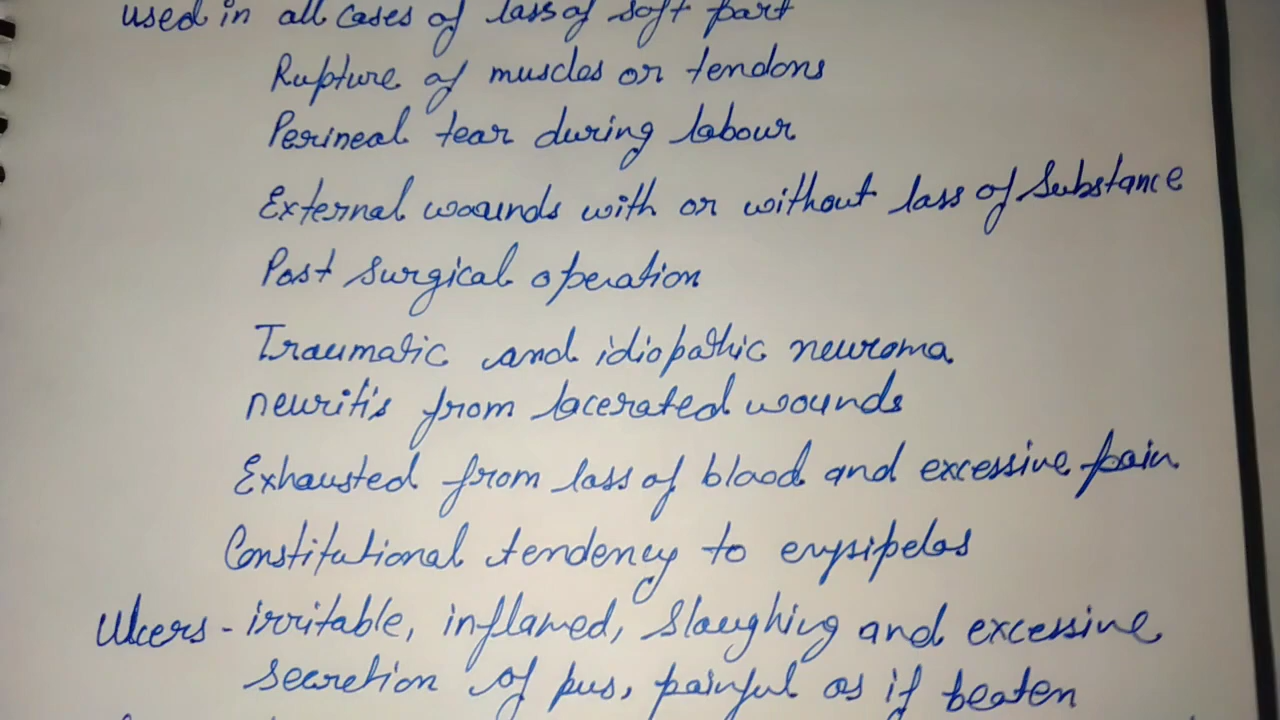 used in all cases of loss of soft part
Rupture of muscles or tendons
Perineal tear during labour
External wounds with or without loss of substance
Post surgical operation
Traumatic and idiopathic neuroma
neuritis from lacerated wounds
Exhausted from loss of blood and excessive pain
Constitutional tendency to erysipelas
Ulcers - irritable, inflamed, sloughing and excessive
secretion of pus, painful as if beaten